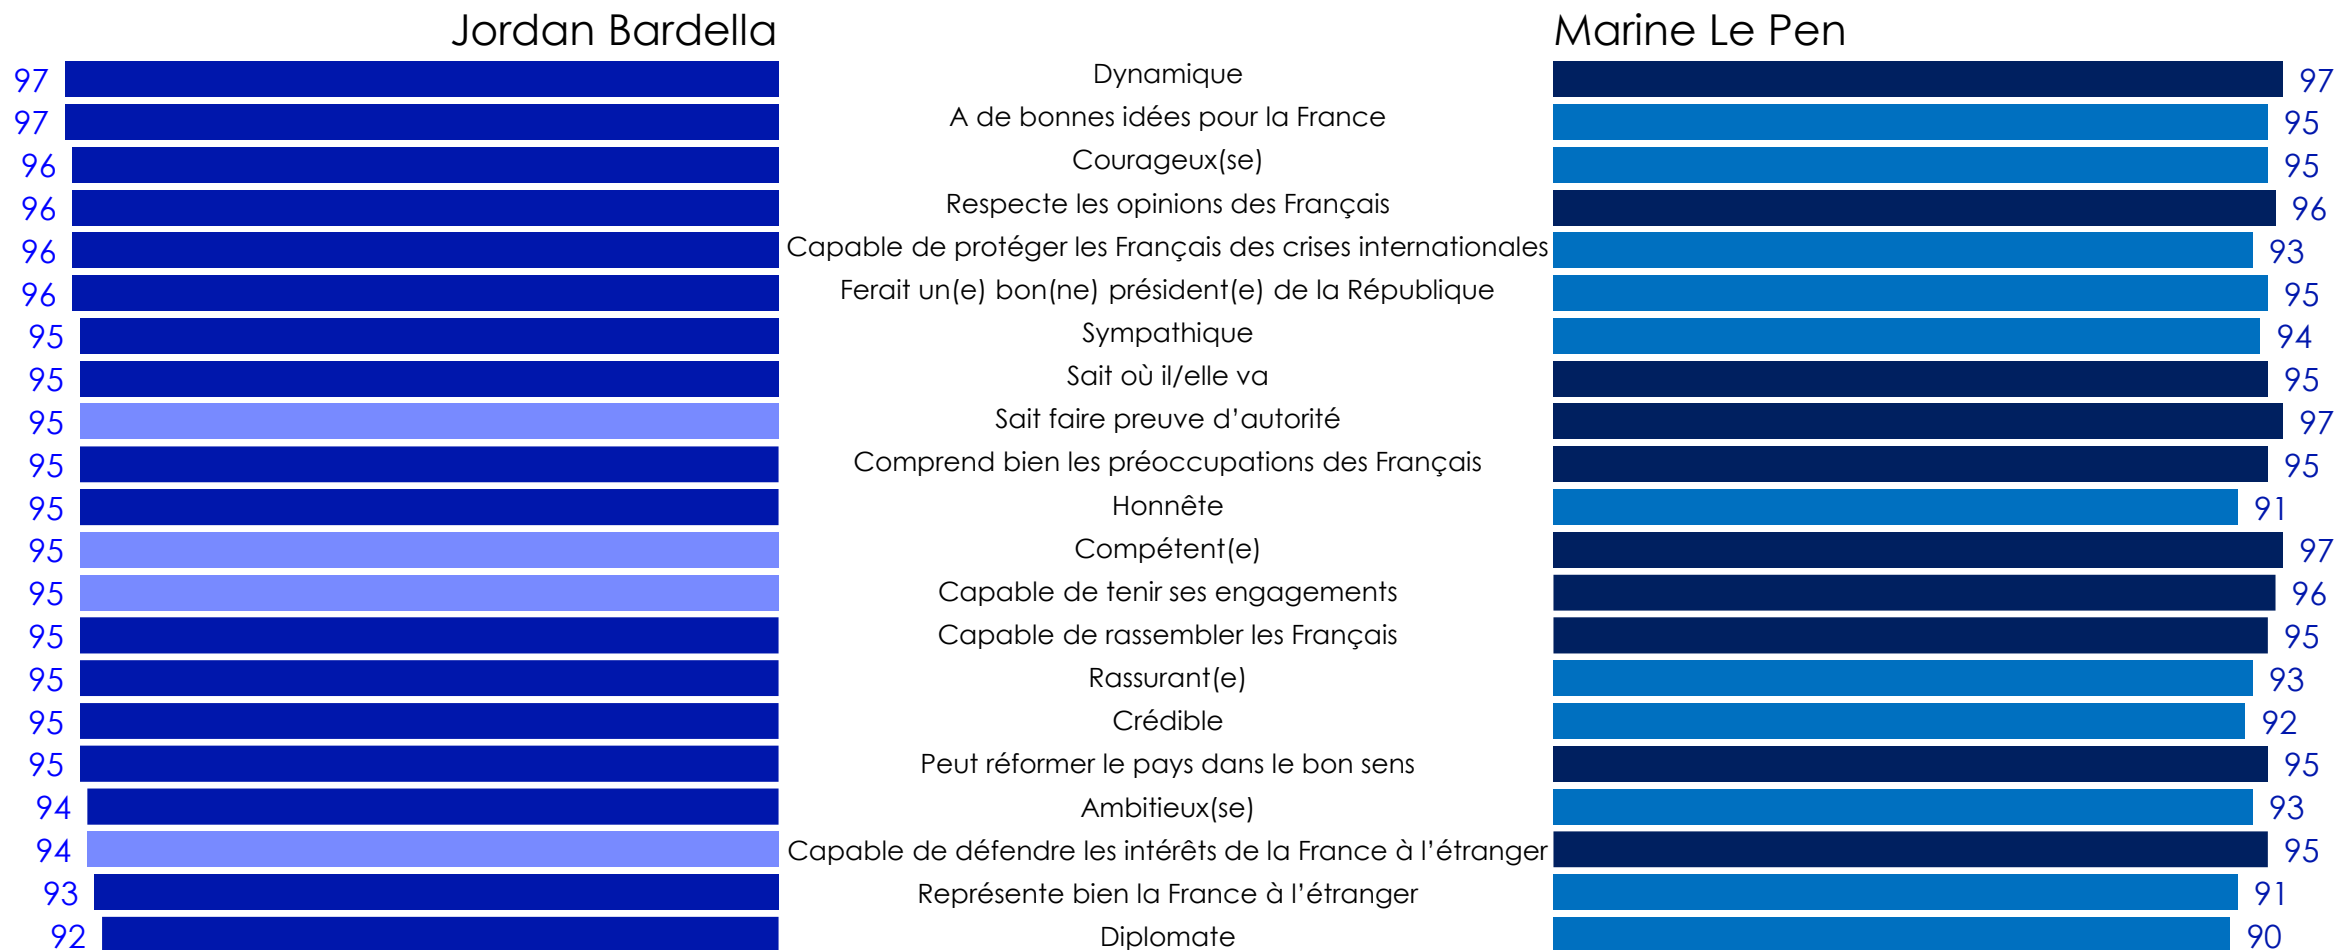 Jordan Bardella Marine Le Pen
97 Dynamique 97
97 A de bonnes idées pour la France 95
96 Courageux(se) 95
96 Respecte les opinions des Français 96
96 Capable de protéger les Français des crises internationales 93
96 Ferait un(e) bon(ne) président(e) de la République 95
95 Sympathique 94
95 Sait où il/elle va 95
95 Sait faire preuve d’autorité 97
95 Comprend bien les préoccupations des Français 95
95 Honnête 91
95 Compétent(e) 97
95 Capable de tenir ses engagements 96
95 Capable de rassembler les Français 95
95 Rassurant(e) 93
95 Crédible 92
95 Peut réformer le pays dans le bon sens 95
94 Ambitieux(se) 93
94 Capable de défendre les intérêts de la France à l’étranger 95
93 Représente bien la France à l’étranger 91
92 Diplomate 90